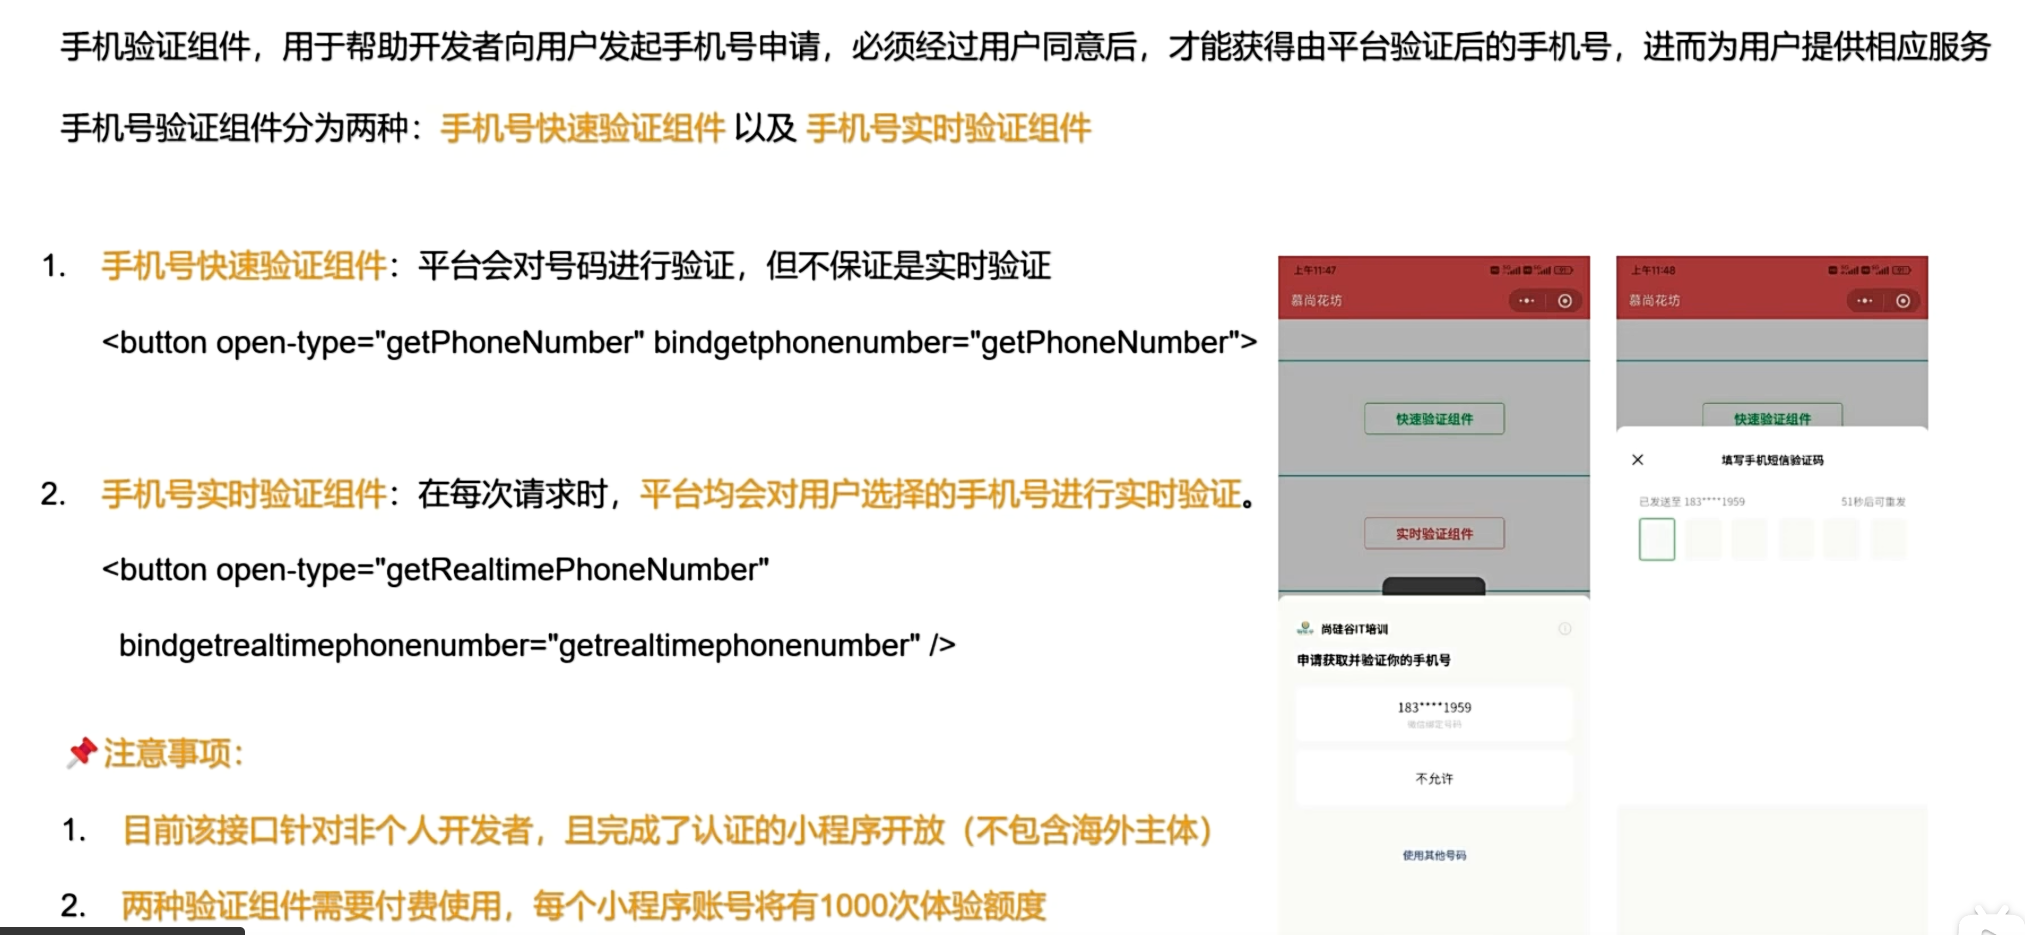 手机验证组件，用于帮助开发者向用户发起手机号申请，必须经过用户同意后，才能获得由平台验证后的手机号，进而为用户提供相应服务
手机号验证组件分为两种：手机号快速验证组件 以及 手机号实时验证组件
1. 手机号快速验证组件：平台会对号码进行验证，但不保证是实时验证
<button open-type="getPhoneNumber" bindgetphonenumber="getPhoneNumber">
2. 手机号实时验证组件：在每次请求时，平台均会对用户选择的手机号进行实时验证。
<button open-type="getRealtimePhoneNumber"
bindgetrealtimephonenumber="getrealtimephonenumber" />
📌注意事项：
1. 目前该接口针对非个人开发者，且完成了认证的小程序开放（不包含海外主体）
2. 两种验证组件需要付费使用，每个小程序账号将有1000次体验额度
上午11:47
慕尚花坊
快速验证组件
实时验证组件
尚硅谷IT培训
申请获取并验证你的手机号
183****1959
微信绑定号码
不允许
使用其他号码
上午11:48
慕尚花坊
快速验证组件
填写手机短信验证码
已发送至 183****1959 51秒后可重发